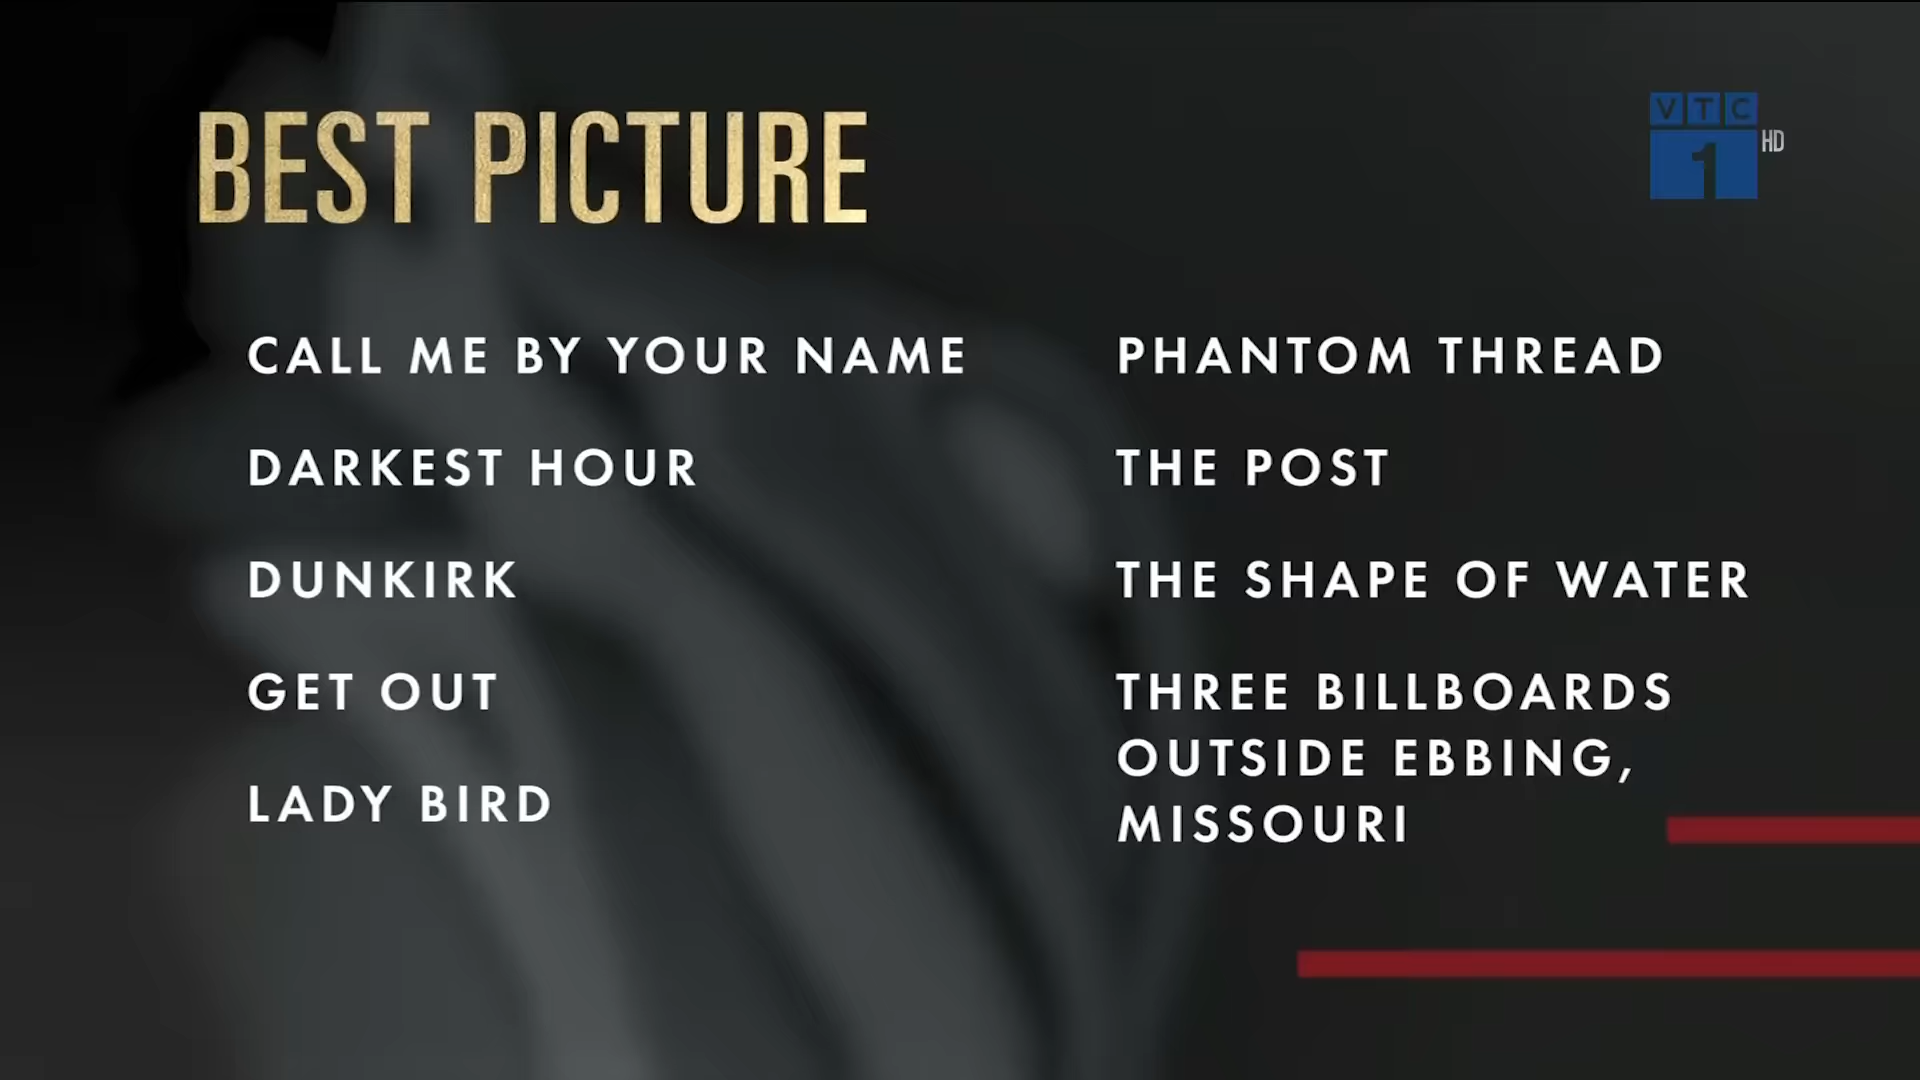 BEST PICTURE
VTC
1
HD
CALL ME BY YOUR NAME
DARKEST HOUR
DUNKIRK
GET OUT
LADY BIRD
PHANTOM THREAD
THE POST
THE SHAPE OF WATER
THREE BILLBOARDS
OUTSIDE EBBING,
MISSOURI